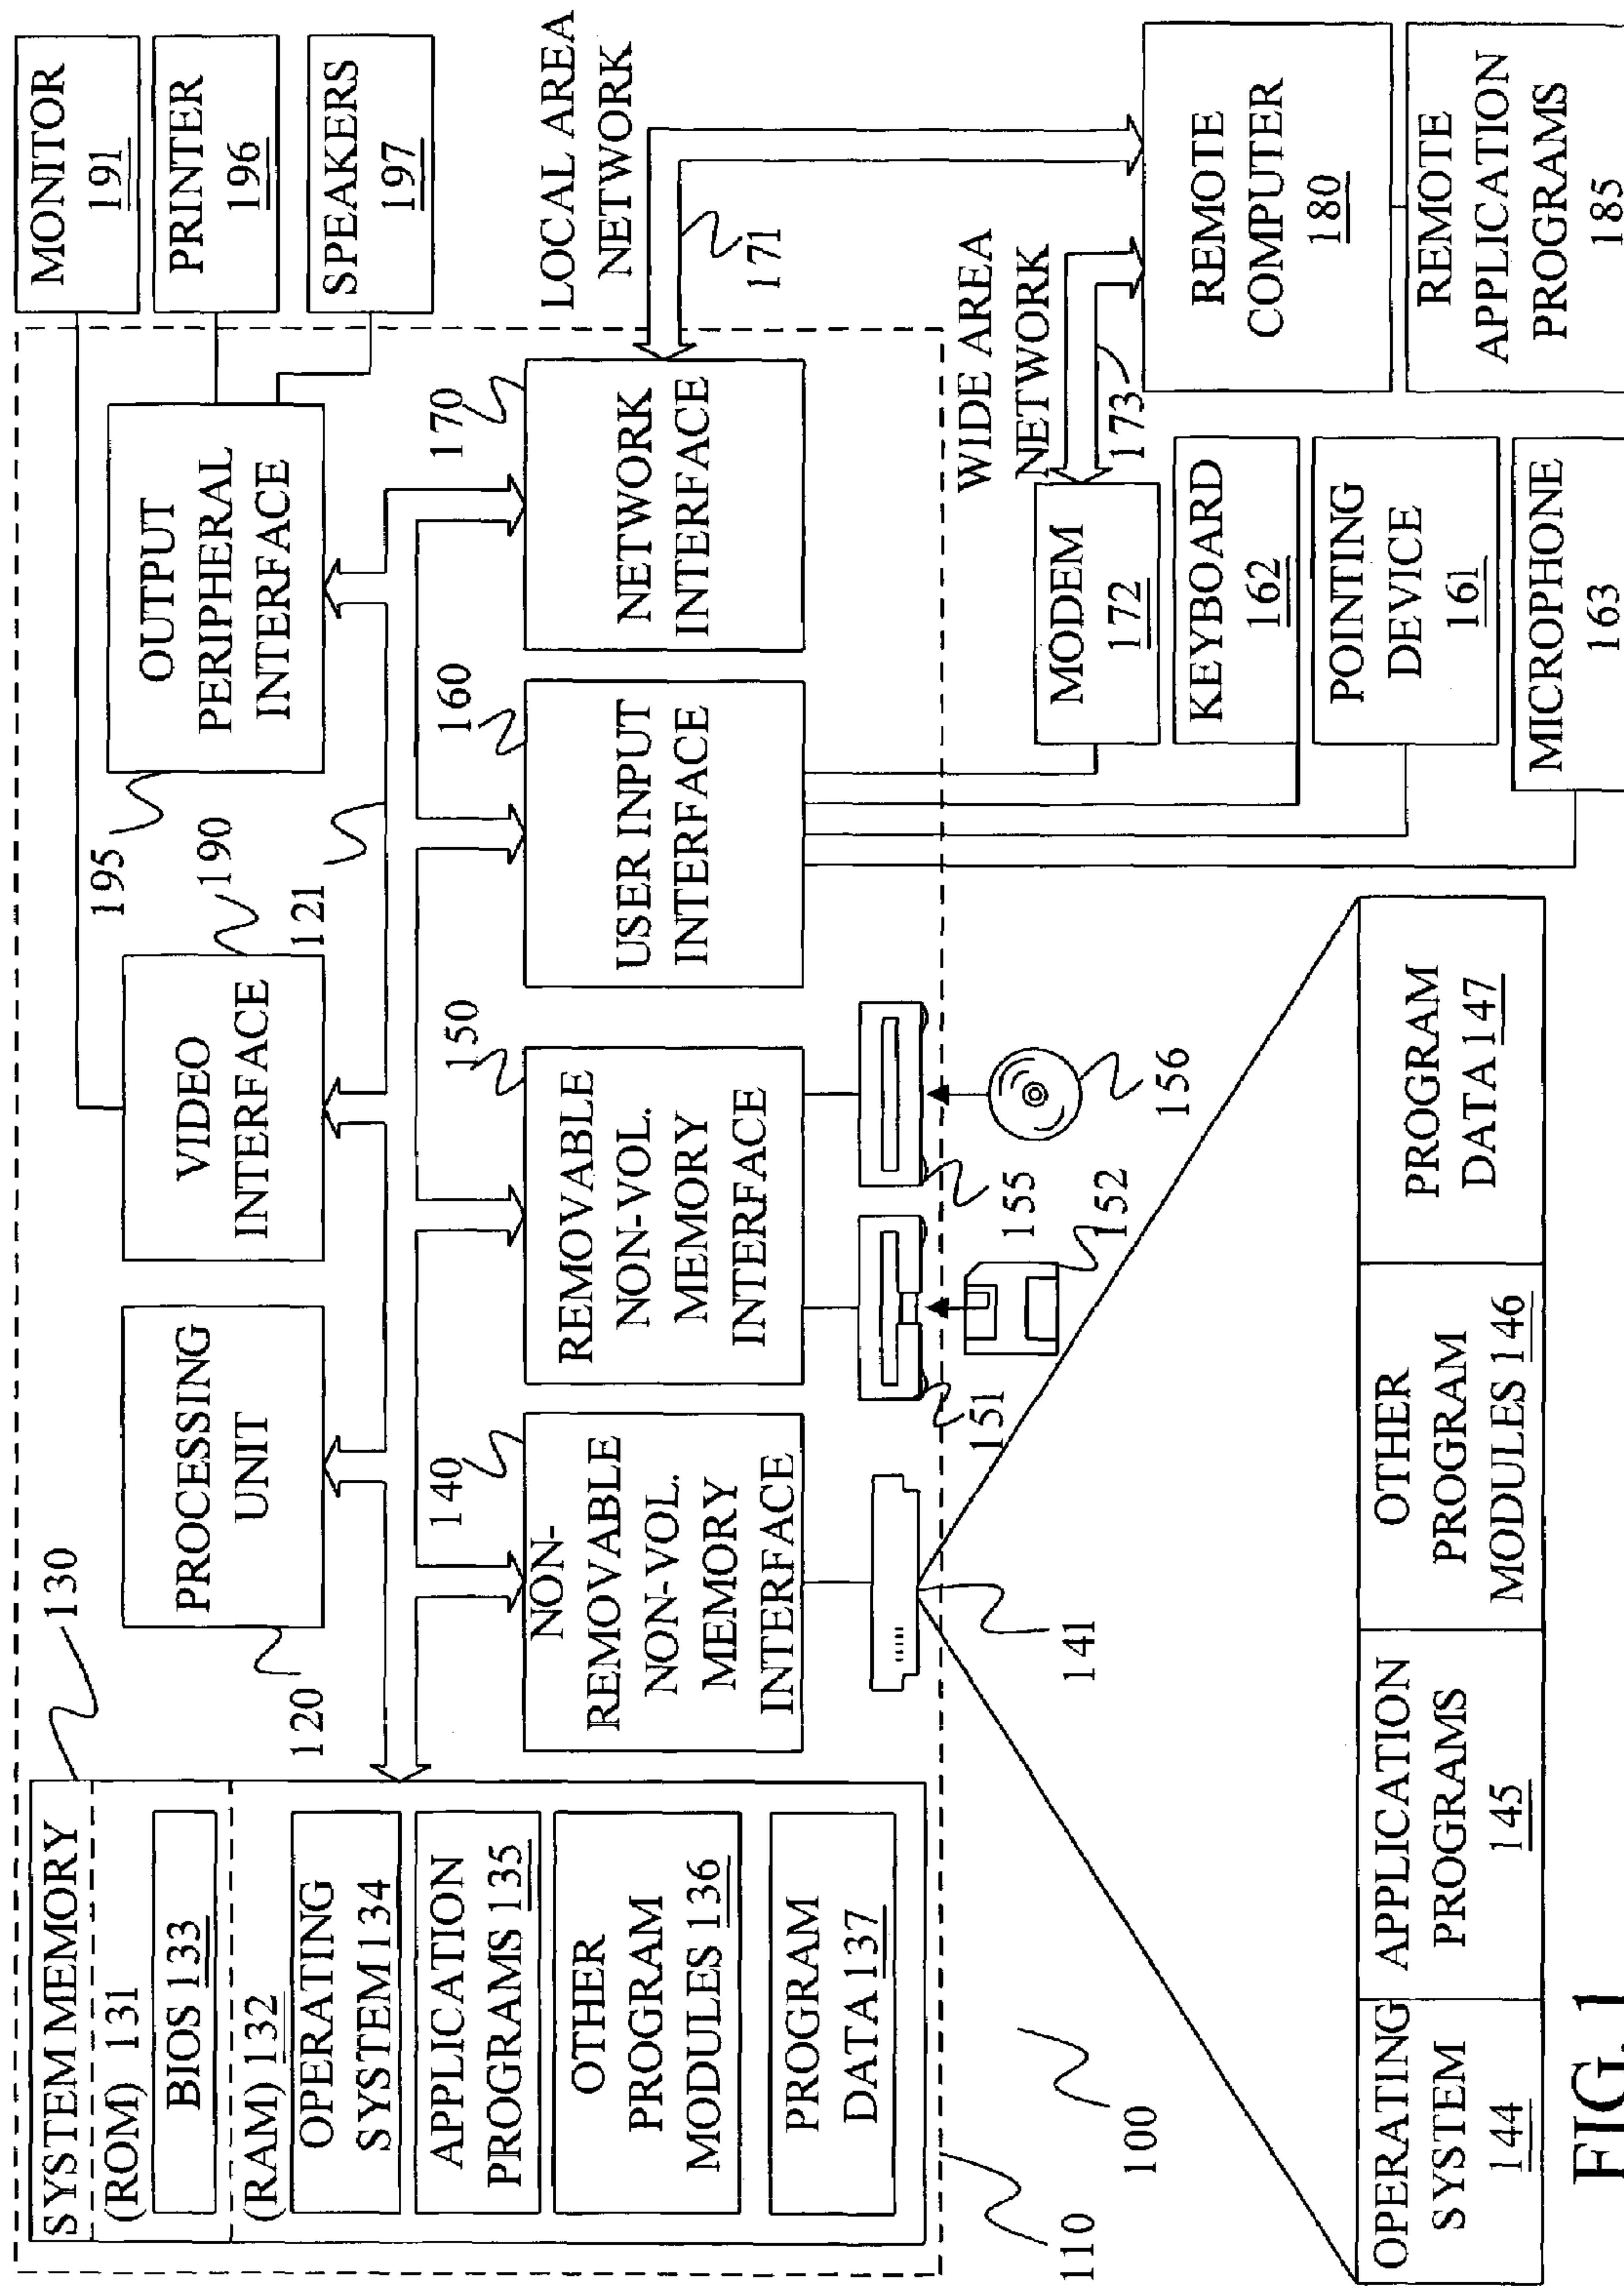 SYSTEM MEMORY
(ROM) 131
BIOS 133
(RAM) 132
OPERATING
SYSTEM 134
APPLICATION
PROGRAMS 135
OTHER
PROGRAM
MODULES 136
PROGRAM
DATA 137
130
PROCESSING
UNIT
120
VIDEO
INTERFACE
190
121
OUTPUT
PERIPHERAL
INTERFACE
195
MONITOR
191
PRINTER
196
SPEAKERS
197
140
NON-
REMOVABLE
NON-VOL.
MEMORY
INTERFACE
150
REMOVABLE
NON-VOL.
MEMORY
INTERFACE
160
USER INPUT
INTERFACE
170
NETWORK
INTERFACE
LOCAL AREA
NETWORK
171
141
151
152
155
156
WIDE AREA
NETWORK
173
MODEM
172
KEYBOARD
162
POINTING
DEVICE
161
MICROPHONE
163
REMOTE
COMPUTER
180
REMOTE
APPLICATION
PROGRAMS
185
110
100
OPERATING
SYSTEM
144
APPLICATION
PROGRAMS
145
OTHER
PROGRAM
MODULES 146
PROGRAM
DATA 147
FIG. 1